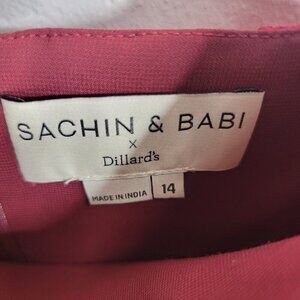 SACHIN & BABI
x
Dillard's
MADE IN INDIA 14